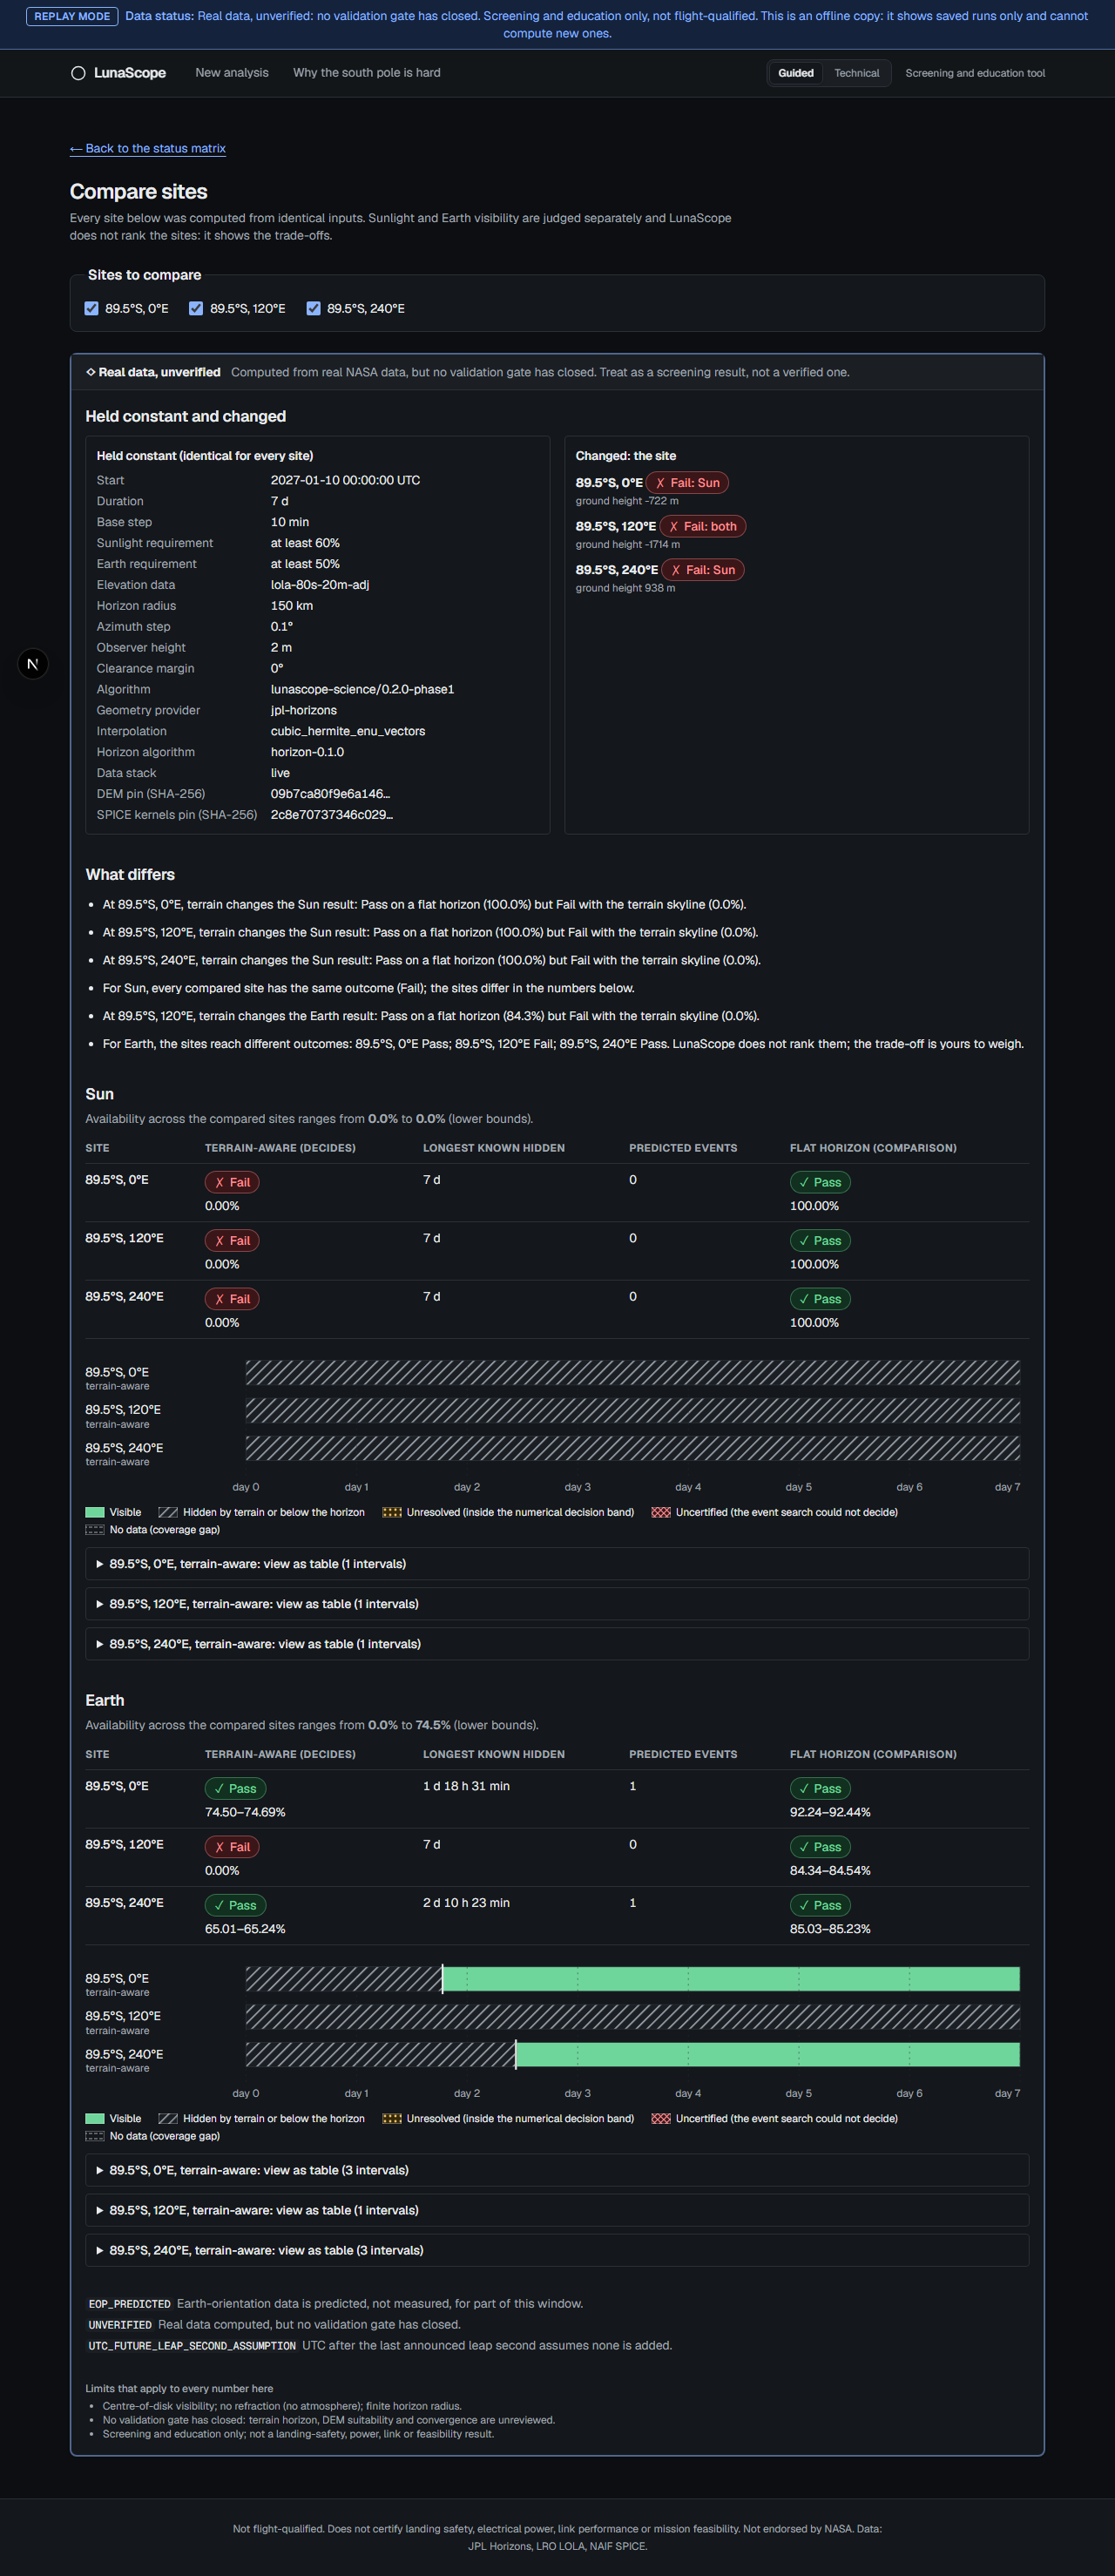 REPLAY MODE Data status: Real data, unverified: no validation gate has closed. Screening and education only, not flight-qualified. This is an offline copy: it shows saved runs only and cannot
compute new ones.
LunaScope New analysis Why the south pole is hard Guided Technical Screening and education tool
← Back to the status matrix
Compare sites
Every site below was computed from identical inputs. Sunlight and Earth visibility are judged separately and LunaScope
does not rank the sites: it shows the trade-offs.
Sites to compare
89.5°S, 0°E 89.5°S, 120°E 89.5°S, 240°E
◇ Real data, unverified Computed from real NASA data, but no validation gate has closed. Treat as a screening result, not a verified one.
Held constant and changed
Held constant (identical for every site)
Start 2027-01-10 00:00:00 UTC
Duration 7 d
Base step 10 min
Sunlight requirement at least 60%
Earth requirement at least 50%
Elevation data lola-80s-20m-adj
Horizon radius 150 km
Azimuth step 0.1°
Observer height 2 m
Clearance margin 0°
Algorithm lunascope-science/0.2.0-phase1
Geometry provider jpl-horizons
Interpolation cubic_hermite_enu_vectors
Horizon algorithm horizon-0.1.0
Data stack live
DEM pin (SHA-256) 09b7ca80f9e6a146…
SPICE kernels pin (SHA-256) 2c8e70737346c029…
Changed: the site
89.5°S, 0°E ✗ Fail: Sun
ground height -722 m
89.5°S, 120°E ✗ Fail: both
ground height -1714 m
89.5°S, 240°E ✗ Fail: Sun
ground height 938 m
N
What differs
• At 89.5°S, 0°E, terrain changes the Sun result: Pass on a flat horizon (100.0%) but Fail with the terrain skyline (0.0%).
• At 89.5°S, 120°E, terrain changes the Sun result: Pass on a flat horizon (100.0%) but Fail with the terrain skyline (0.0%).
• At 89.5°S, 240°E, terrain changes the Sun result: Pass on a flat horizon (100.0%) but Fail with the terrain skyline (0.0%).
• For Sun, every compared site has the same outcome (Fail); the sites differ in the numbers below.
• At 89.5°S, 120°E, terrain changes the Earth result: Pass on a flat horizon (84.3%) but Fail with the terrain skyline (0.0%).
• For Earth, the sites reach different outcomes: 89.5°S, 0°E Pass; 89.5°S, 120°E Fail; 89.5°S, 240°E Pass. LunaScope does not rank them; the trade-off is yours to weigh.
Sun
Availability across the compared sites ranges from 0.0% to 0.0% (lower bounds).
SITE TERRAIN-AWARE (DECIDES) LONGEST KNOWN HIDDEN PREDICTED EVENTS FLAT HORIZON (COMPARISON)
89.5°S, 0°E ✗ Fail 7 d 0 ✓ Pass
0.00% 100.00%
89.5°S, 120°E ✗ Fail 7 d 0 ✓ Pass
0.00% 100.00%
89.5°S, 240°E ✗ Fail 7 d 0 ✓ Pass
0.00% 100.00%
89.5°S, 0°E
terrain-aware
89.5°S, 120°E
terrain-aware
89.5°S, 240°E
terrain-aware
day 0 day 1 day 2 day 3 day 4 day 5 day 6 day 7
Visible Hidden by terrain or below the horizon Unresolved (inside the numerical decision band) Uncertified (the event search could not decide)
No data (coverage gap)
▶ 89.5°S, 0°E, terrain-aware: view as table (1 intervals)
▶ 89.5°S, 120°E, terrain-aware: view as table (1 intervals)
▶ 89.5°S, 240°E, terrain-aware: view as table (1 intervals)
Earth
Availability across the compared sites ranges from 0.0% to 74.5% (lower bounds).
SITE TERRAIN-AWARE (DECIDES) LONGEST KNOWN HIDDEN PREDICTED EVENTS FLAT HORIZON (COMPARISON)
89.5°S, 0°E ✓ Pass 1 d 18 h 31 min 1 ✓ Pass
74.50–74.69% 92.24–92.44%
89.5°S, 120°E ✗ Fail 7 d 0 ✓ Pass
0.00% 84.34–84.54%
89.5°S, 240°E ✓ Pass 2 d 10 h 23 min 1 ✓ Pass
65.01–65.24% 85.03–85.23%
89.5°S, 0°E
terrain-aware
89.5°S, 120°E
terrain-aware
89.5°S, 240°E
terrain-aware
day 0 day 1 day 2 day 3 day 4 day 5 day 6 day 7
Visible Hidden by terrain or below the horizon Unresolved (inside the numerical decision band) Uncertified (the event search could not decide)
No data (coverage gap)
▶ 89.5°S, 0°E, terrain-aware: view as table (3 intervals)
▶ 89.5°S, 120°E, terrain-aware: view as table (1 intervals)
▶ 89.5°S, 240°E, terrain-aware: view as table (3 intervals)
EOP_PREDICTED Earth-orientation data is predicted, not measured, for part of this window.
UNVERIFIED Real data computed, but no validation gate has closed.
UTC_FUTURE_LEAP_SECOND_ASSUMPTION UTC after the last announced leap second assumes none is added.
Limits that apply to every number here
• Centre-of-disk visibility; no refraction (no atmosphere); finite horizon radius.
• No validation gate has closed: terrain horizon, DEM suitability and convergence are unreviewed.
• Screening and education only; not a landing-safety, power, link or feasibility result.
Not flight-qualified. Does not certify landing safety, electrical power, link performance or mission feasibility. Not endorsed by NASA. Data:
JPL Horizons, LRO LOLA, NAIF SPICE.